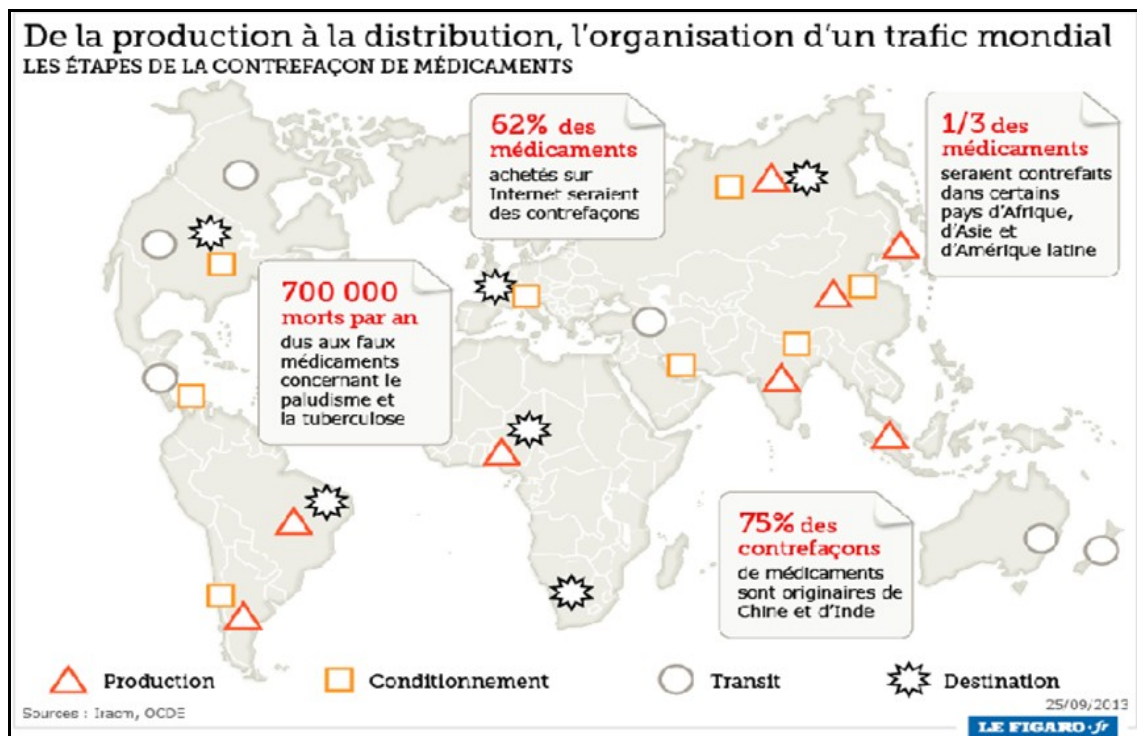 De la production à la distribution, l'organisation d'un trafic mondial
LES ÉTAPES DE LA CONTREFAÇON DE MÉDICAMENTS
62% des
médicaments
achetés sur
Internet seraient
des contrefaçons
1/3 des
médicaments
seraient contrefaits
dans certains
pays d'Afrique,
d'Asie et
d'Amérique latine
700 000
morts par an
dus aux faux
médicaments
concernant le
paludisme et
la tuberculose
75% des
contrefaçons
de médicaments
sont originaires de
Chine et d'Inde
Production
Conditionnement
Transit
Destination
Sources : Iracm, OCDE
25/09/2013
LE FIGARO·fr